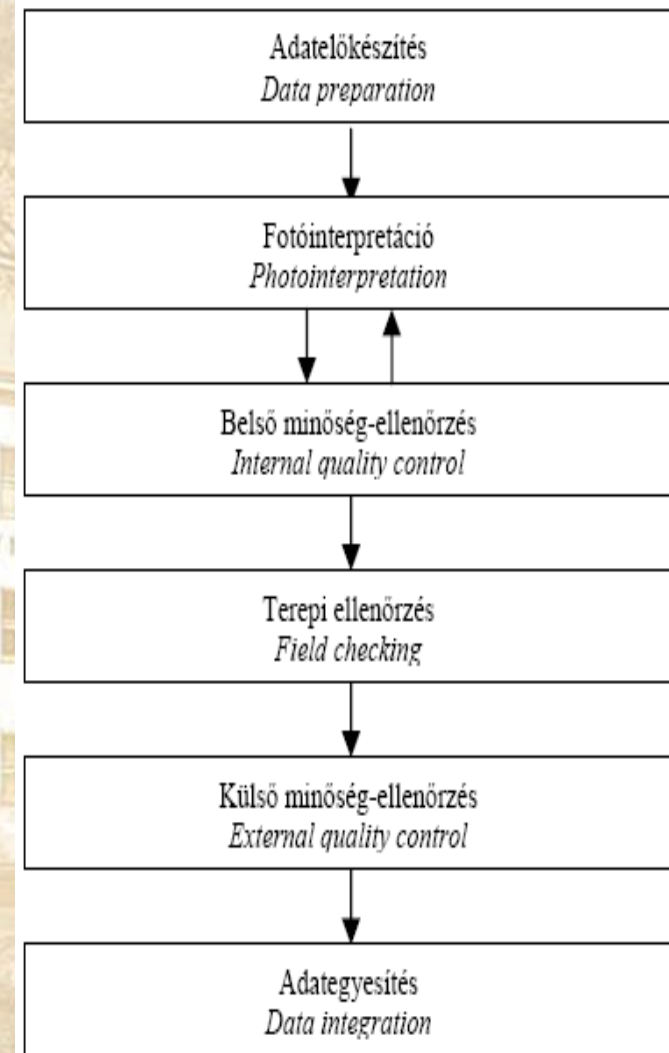 Adatelőkészítés
Data preparation
Fotóinterpretáció
Photointerpretation
Belső minőség-ellenőrzés
Internal quality control
Terepi ellenőrzés
Field checking
Külső minőség-ellenőrzés
External quality control
Adategyesítés
Data integration